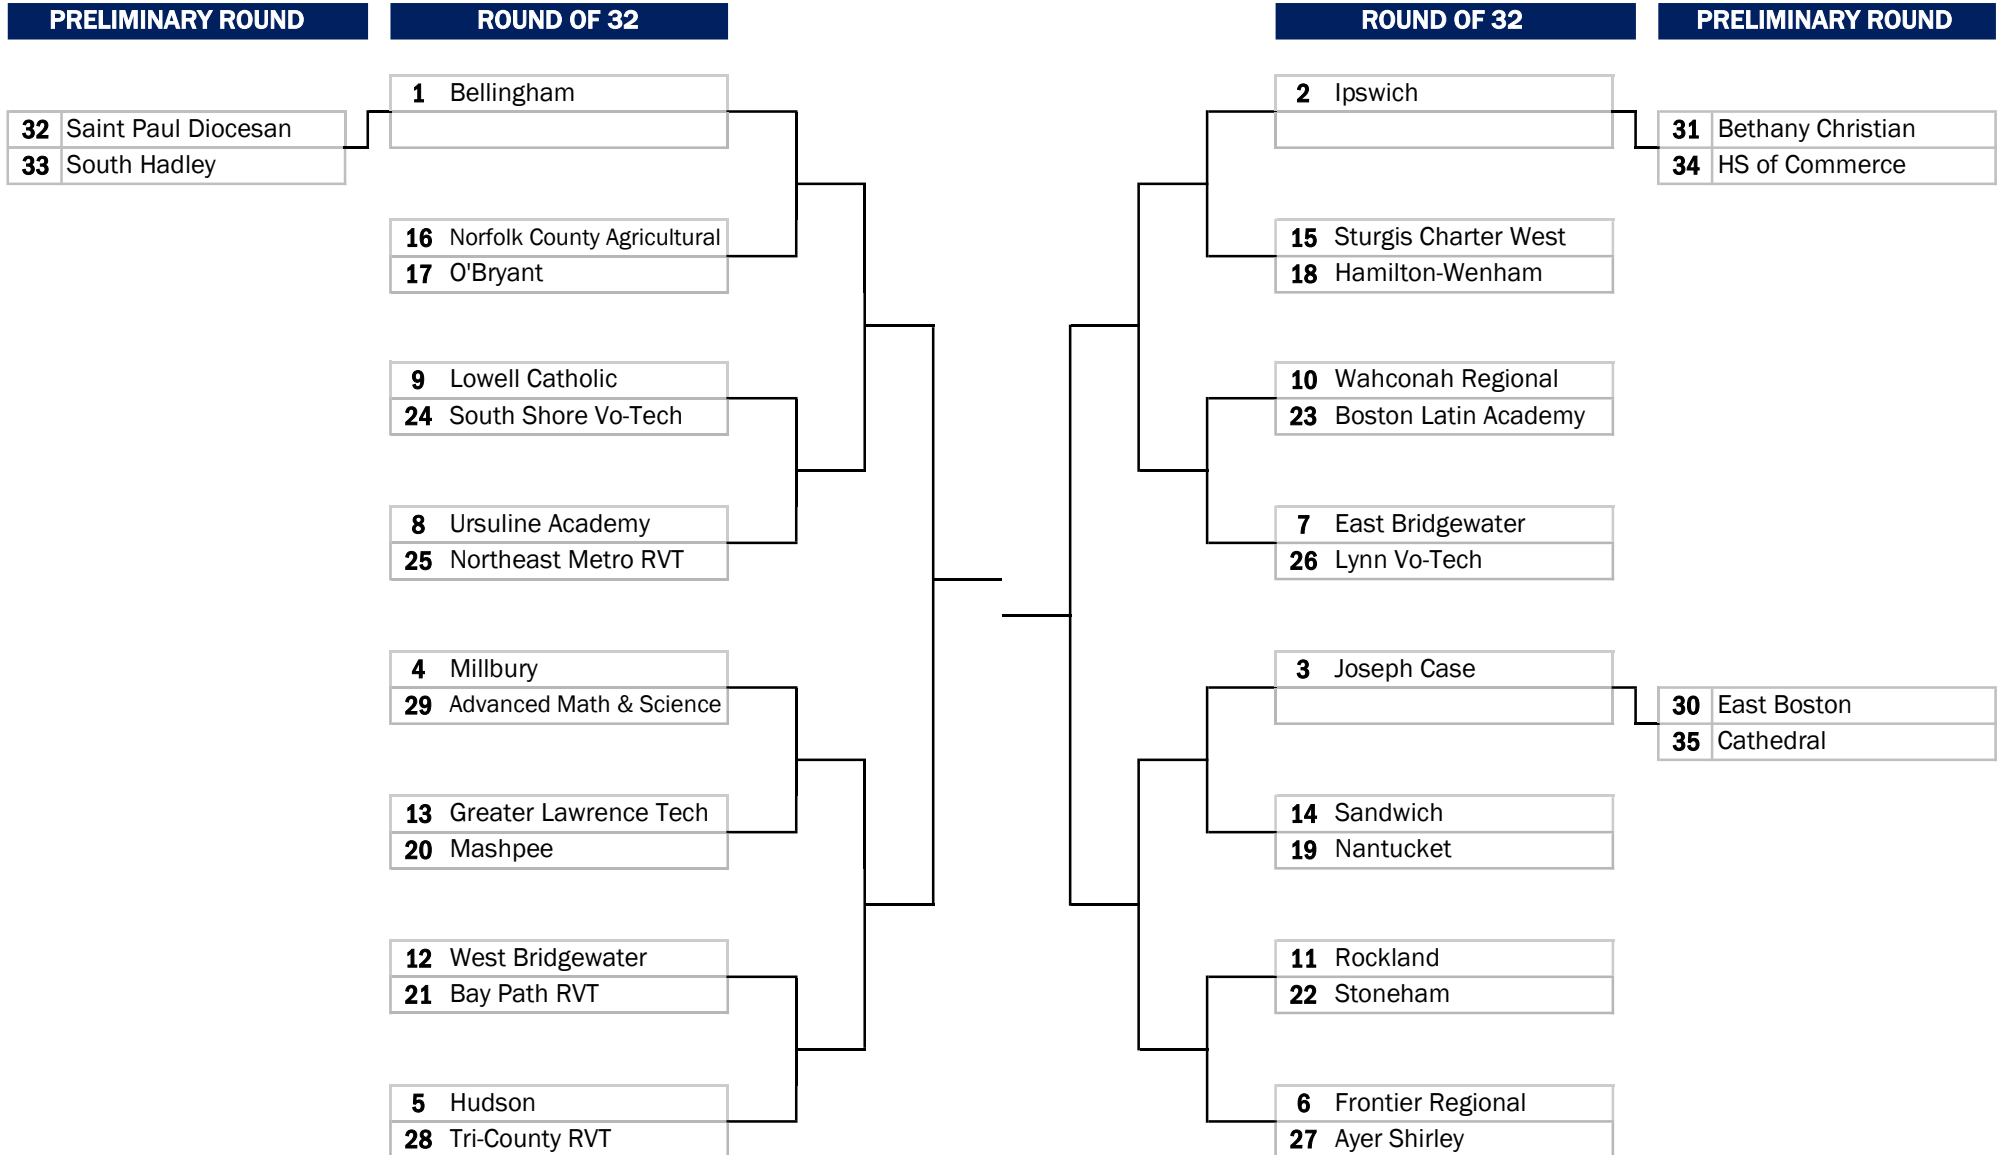 PRELIMINARY ROUND
ROUND OF 32
ROUND OF 32
PRELIMINARY ROUND
1 Bellingham
32 Saint Paul Diocesan
33 South Hadley
16 Norfolk County Agricultural
17 O'Bryant
9 Lowell Catholic
24 South Shore Vo-Tech
8 Ursuline Academy
25 Northeast Metro RVT
4 Millbury
29 Advanced Math & Science
13 Greater Lawrence Tech
20 Mashpee
12 West Bridgewater
21 Bay Path RVT
5 Hudson
28 Tri-County RVT
2 Ipswich
31 Bethany Christian
34 HS of Commerce
15 Sturgis Charter West
18 Hamilton-Wenham
10 Wahconah Regional
23 Boston Latin Academy
7 East Bridgewater
26 Lynn Vo-Tech
3 Joseph Case
30 East Boston
35 Cathedral
14 Sandwich
19 Nantucket
11 Rockland
22 Stoneham
6 Frontier Regional
27 Ayer Shirley